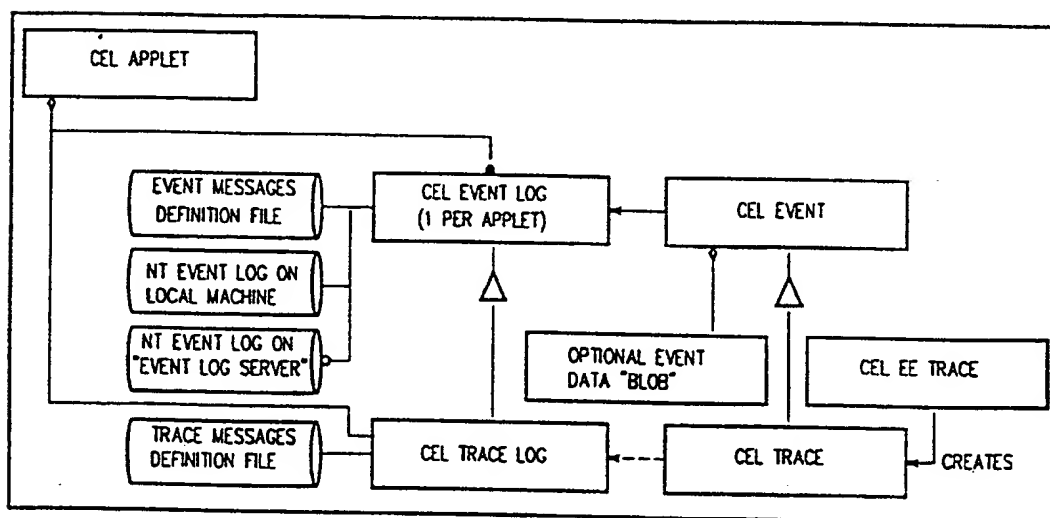 CEL APPLET
EVENT MESSAGES
DEFINITION FILE
CEL EVENT LOG
(1 PER APPLET)
CEL EVENT
NT EVENT LOG ON
LOCAL MACHINE
NT EVENT LOG ON
"EVENT LOG SERVER"
OPTIONAL EVENT
DATA "BLOB"
CEL EE TRACE
TRACE MESSAGES
DEFINITION FILE
CEL TRACE LOG
CEL TRACE
CREATES